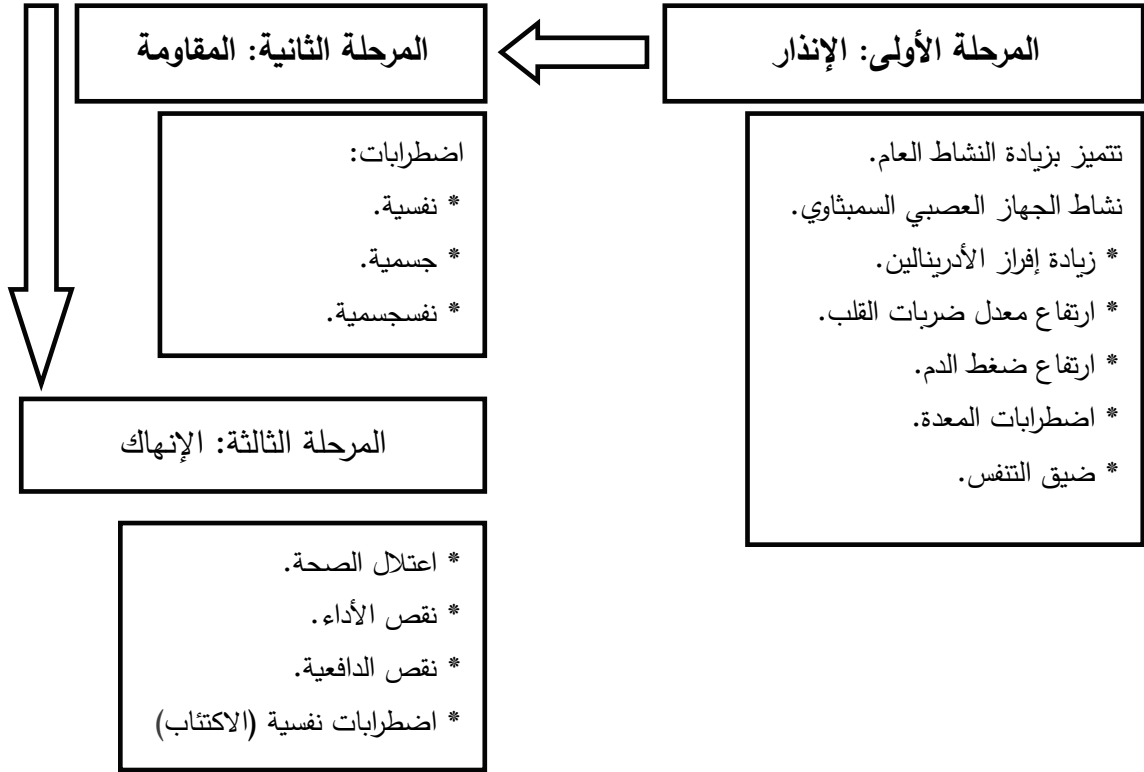 المرحلة الأولى: الإنذار
تتميز بزيادة النشاط العام.
نشاط الجهاز العصبي السمبثاوي.
* زيادة إفراز الأدرينالين.
* ارتفاع معدل ضربات القلب.
* ارتفاع ضغط الدم.
* اضطرابات المعدة.
* ضيق التنفس.
المرحلة الثانية: المقاومة
اضطرابات:
* نفسية.
* جسمية.
* نفسجسمية.
المرحلة الثالثة: الإنهاك
* اعتلال الصحة.
* نقص الأداء.
* نقص الدافعية.
* اضطرابات نفسية (الاكتئاب)